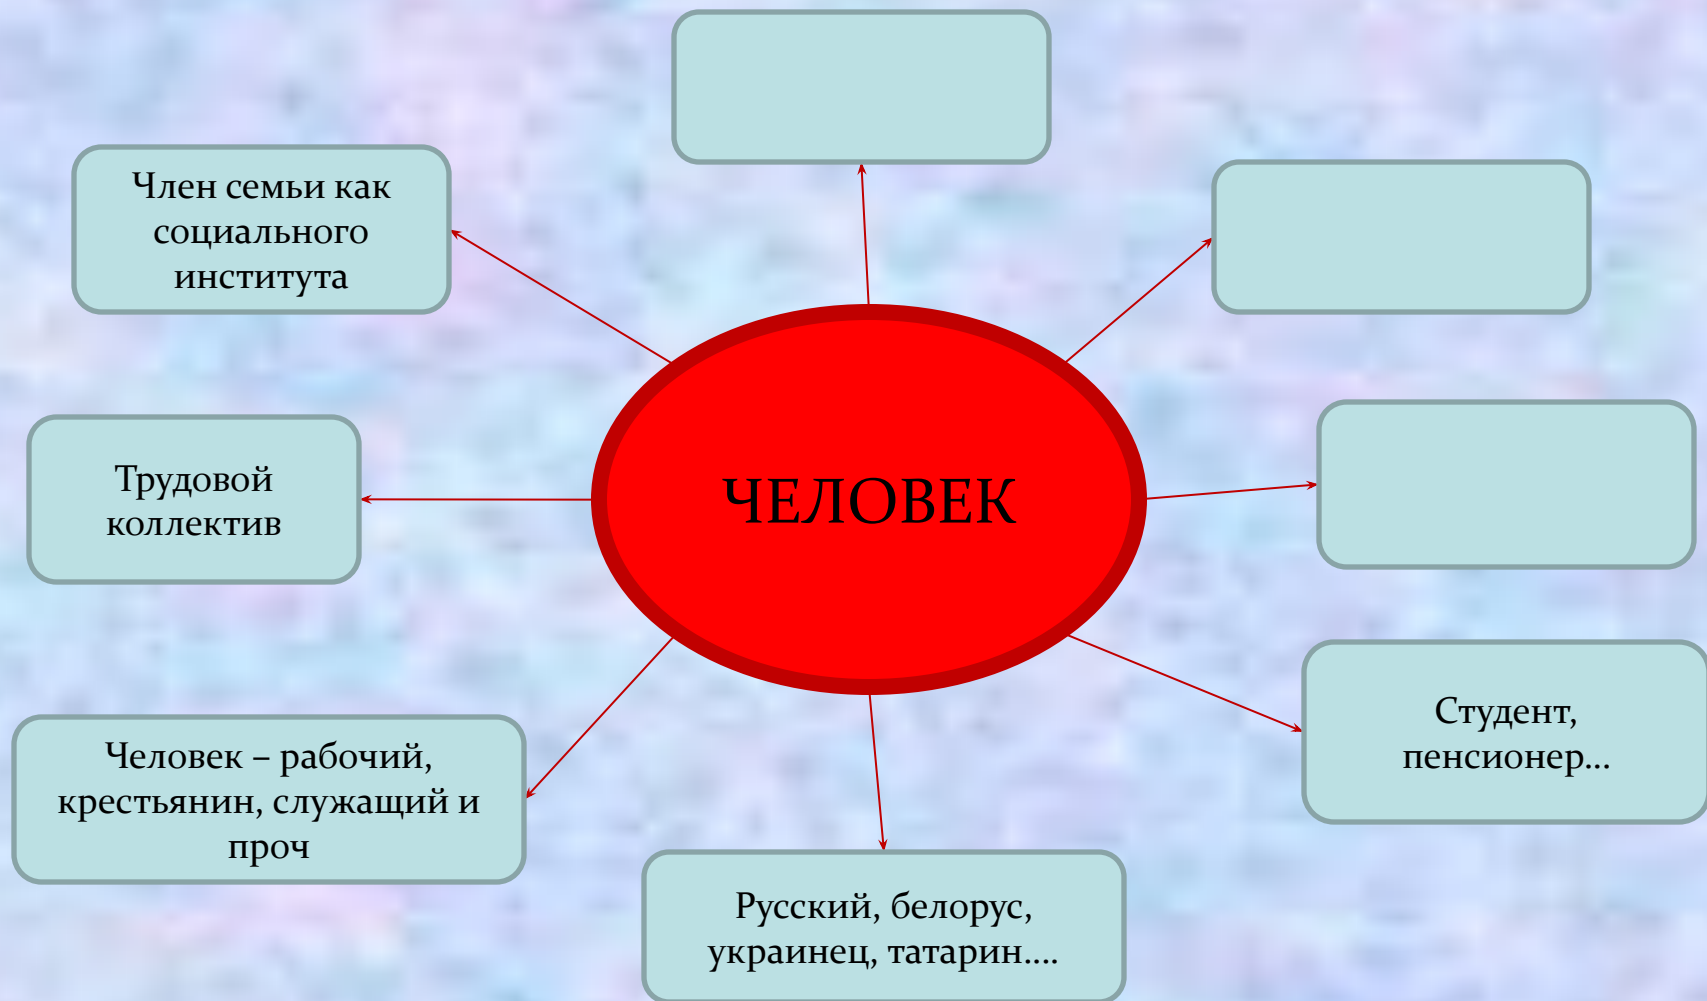 Член семьи как
социального
института
Трудовой
коллектив
ЧЕЛОВЕК
Студент,
пенсионер...
Человек – рабочий,
крестьянин, служащий и
проч
Русский, белорус,
украинец, татарин....